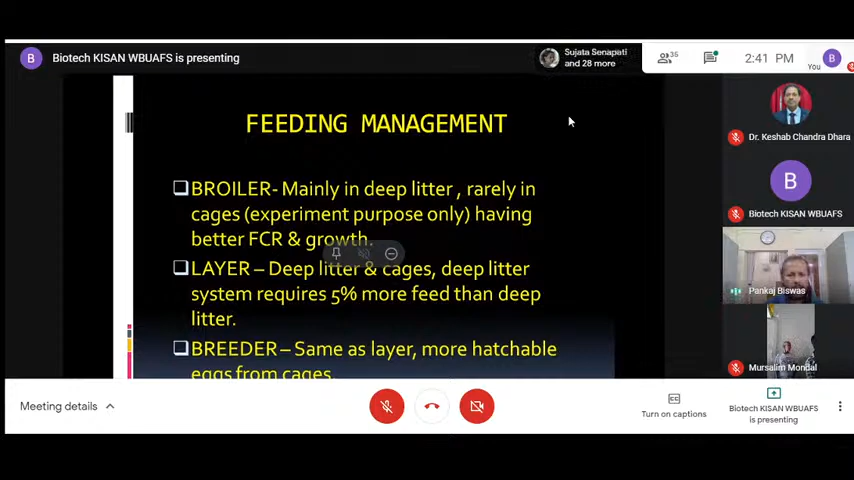 B Biotech KISAN WBUAFS is presenting
Sujata Senapati
and 28 more
35
2:41 PM
You
B
FEEDING MANAGEMENT
BROILER- Mainly in deep litter , rarely in
cages (experiment purpose only) having
better FCR & growth.
LAYER – Deep litter & cages, deep litter
system requires 5% more feed than deep
litter.
BREEDER – Same as layer, more hatchable
eggs from cages.
Dr. Keshab Chandra Dhara
B
Biotech KISAN WBUAFS
Pankaj Biswas
Mursalim Mondal
Meeting details
CC
Turn on captions
Biotech KISAN WBUAFS
is presenting